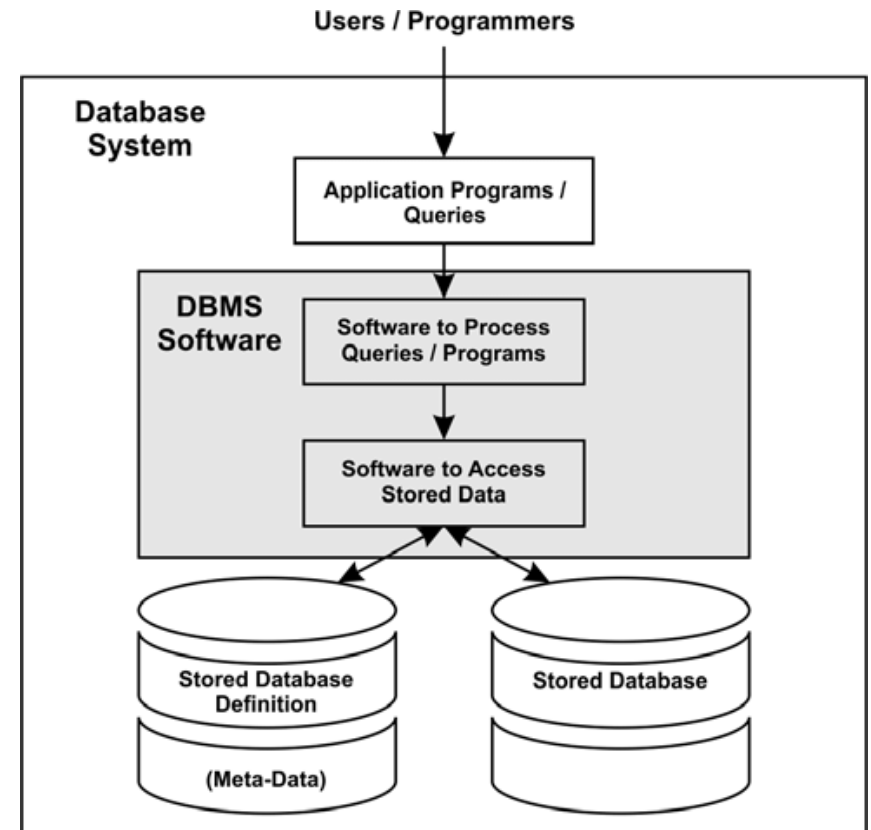 Users / Programmers
Database
System
Application Programs /
Queries
DBMS
Software
Software to Process
Queries / Programs
Software to Access
Stored Data
Stored Database
Definition
(Meta-Data)
Stored Database